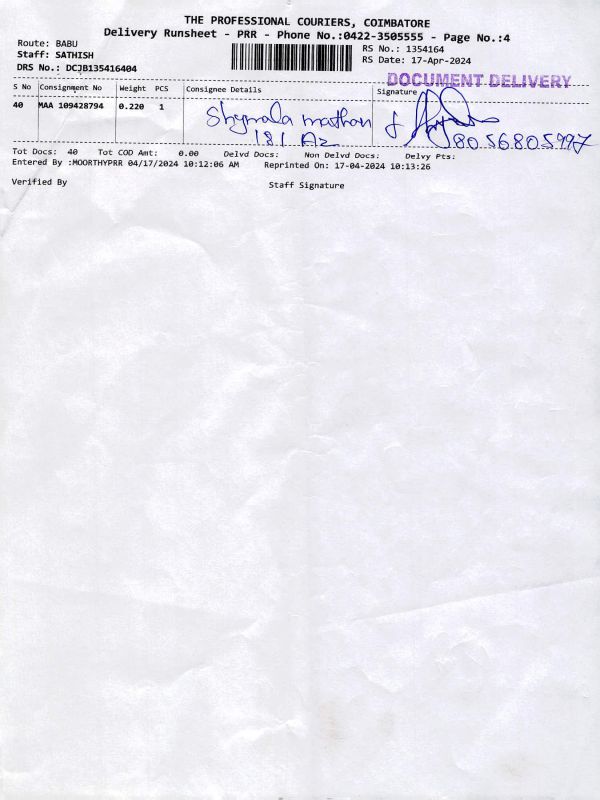 THE PROFESSIONAL COURIERS, COIMBATORE
Delivery Runsheet - PRR - Phone No.:0422-3505555 - Page No.:4
Route: BABU
RS No.: 1354164
Staff: SATHISH
RS Date: 17-Apr-2024
DRS No.: DCJB135416404
DOCUMENT DELIVERY
S No Consignment No Weight PCS Consignee Details Signature
40 MAA 109428794 0.220 1 Shymala mathan
181 A2 8056805997
Tot Docs: 40 Tot COD Amt: 0.00 Delvd Docs: Non Delvd Docs: Delvy Pts:
Entered By :MOORTHYPRR 04/17/2024 10:12:06 AM Reprinted On: 17-04-2024 10:13:26
Verified By Staff Signature